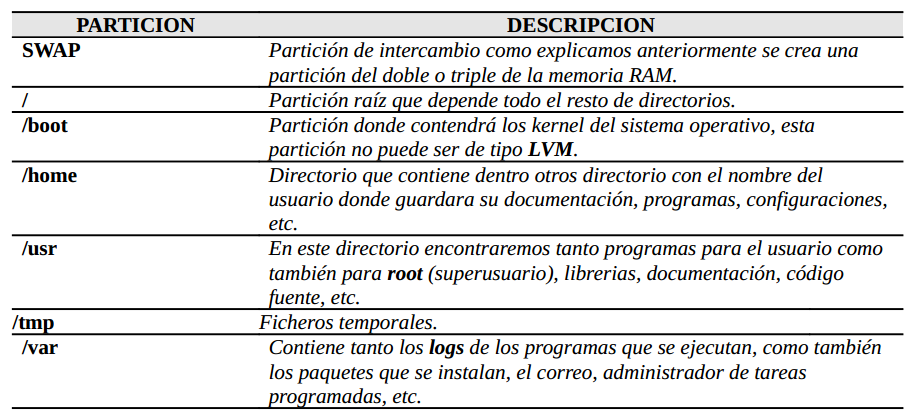 PARTICION DESCRIPCION
SWAP Partición de intercambio como explicamos anteriormente se crea una
partición del doble o triple de la memoria RAM.
/ Partición raíz que depende todo el resto de directorios.
/boot Partición donde contendrá los kernel del sistema operativo, esta
partición no puede ser de tipo LVM.
/home Directorio que contiene dentro otros directorio con el nombre del
usuario donde guardara su documentación, programas, configuraciones,
etc.
/usr En este directorio encontraremos tanto programas para el usuario como
también para root (superusuario), librerias, documentación, código
fuente, etc.
/tmp Ficheros temporales.
/var Contiene tanto los logs de los programas que se ejecutan, como también
los paquetes que se instalan, el correo, administrador de tareas
programadas, etc.